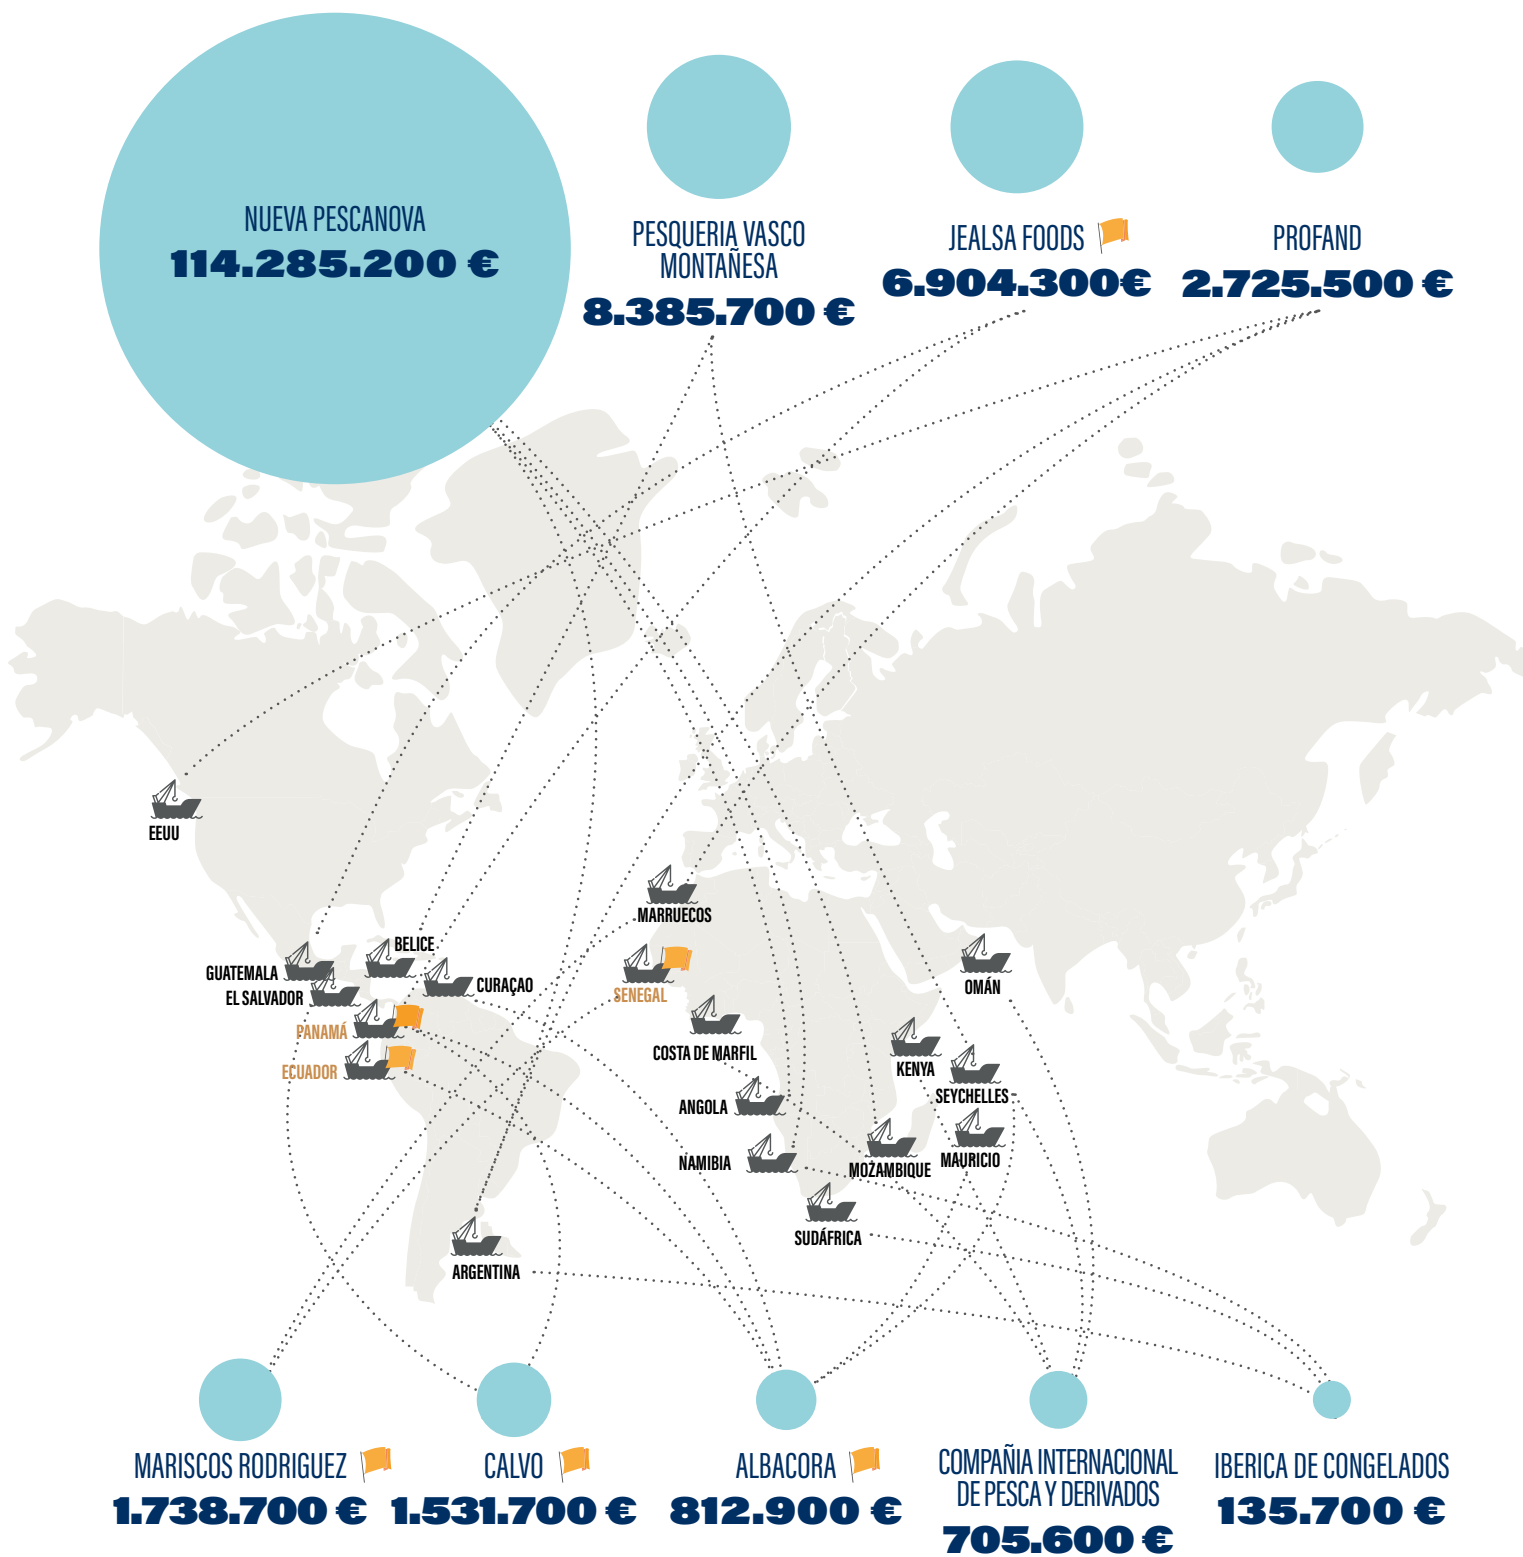 NUEVA PESCANOVA
114.285.200 €
PESQUERIA VASCO
MONTAÑESA
8.385.700 €
JEALSA FOODS
6.904.300€
PROFAND
2.725.500 €
EEUU
MARRUECOS
BELICE
GUATEMALA
CURAÇAO
EL SALVADOR
SENEGAL
OMÁN
PANAMÁ
ECUADOR
COSTA DE MARFIL
KENYA
SEYCHELLES
ANGOLA
NAMIBIA
MOZAMBIQUE
MAURICIO
SUDÁFRICA
ARGENTINA
MARISCOS RODRIGUEZ
1.738.700 €
CALVO
1.531.700 €
ALBACORA
812.900 €
COMPAÑIA INTERNACIONAL
DE PESCA Y DERIVADOS
705.600 €
IBERICA DE CONGELADOS
135.700 €